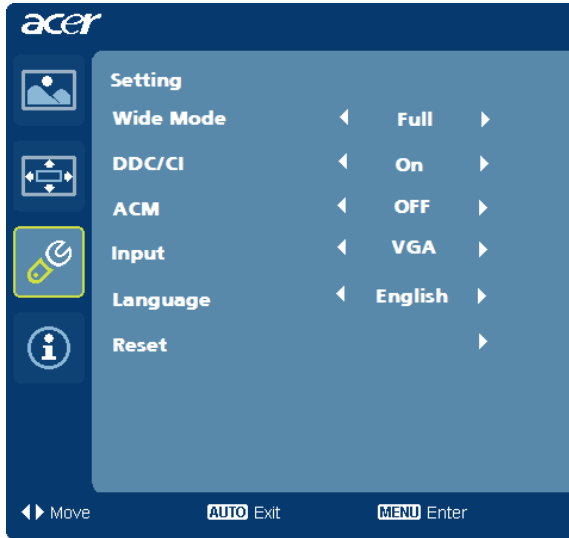 acer
Setting
Wide Mode Full
DDC/CI On
ACM OFF
Input VGA
Language English
Reset
Move AUTO Exit MENU Enter